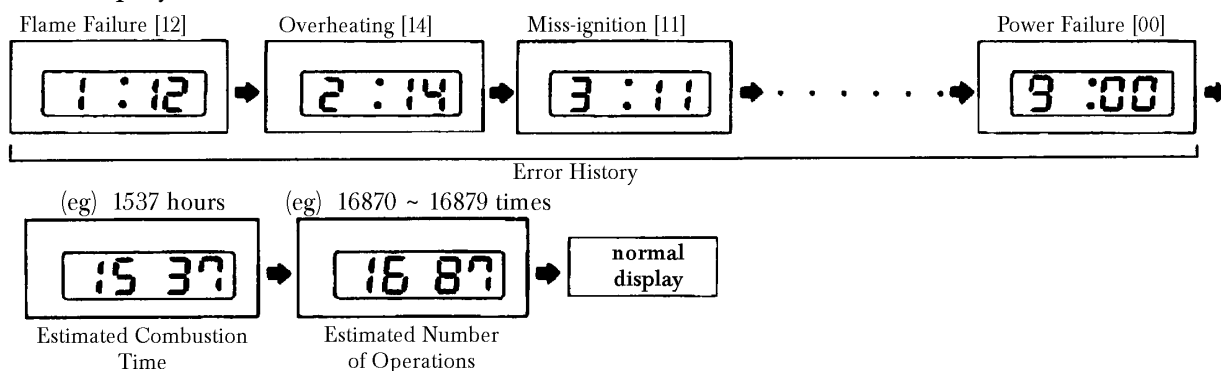 Flame Failure [12] Overheating [14] Miss-ignition [11] Power Failure [00]
1 :12 2 :14 3 :11 9 :00
Error History
(eg) 1537 hours (eg) 16870 ~ 16879 times
15 37 16 87 normal
display
Estimated Combustion Estimated Number
Time of Operations